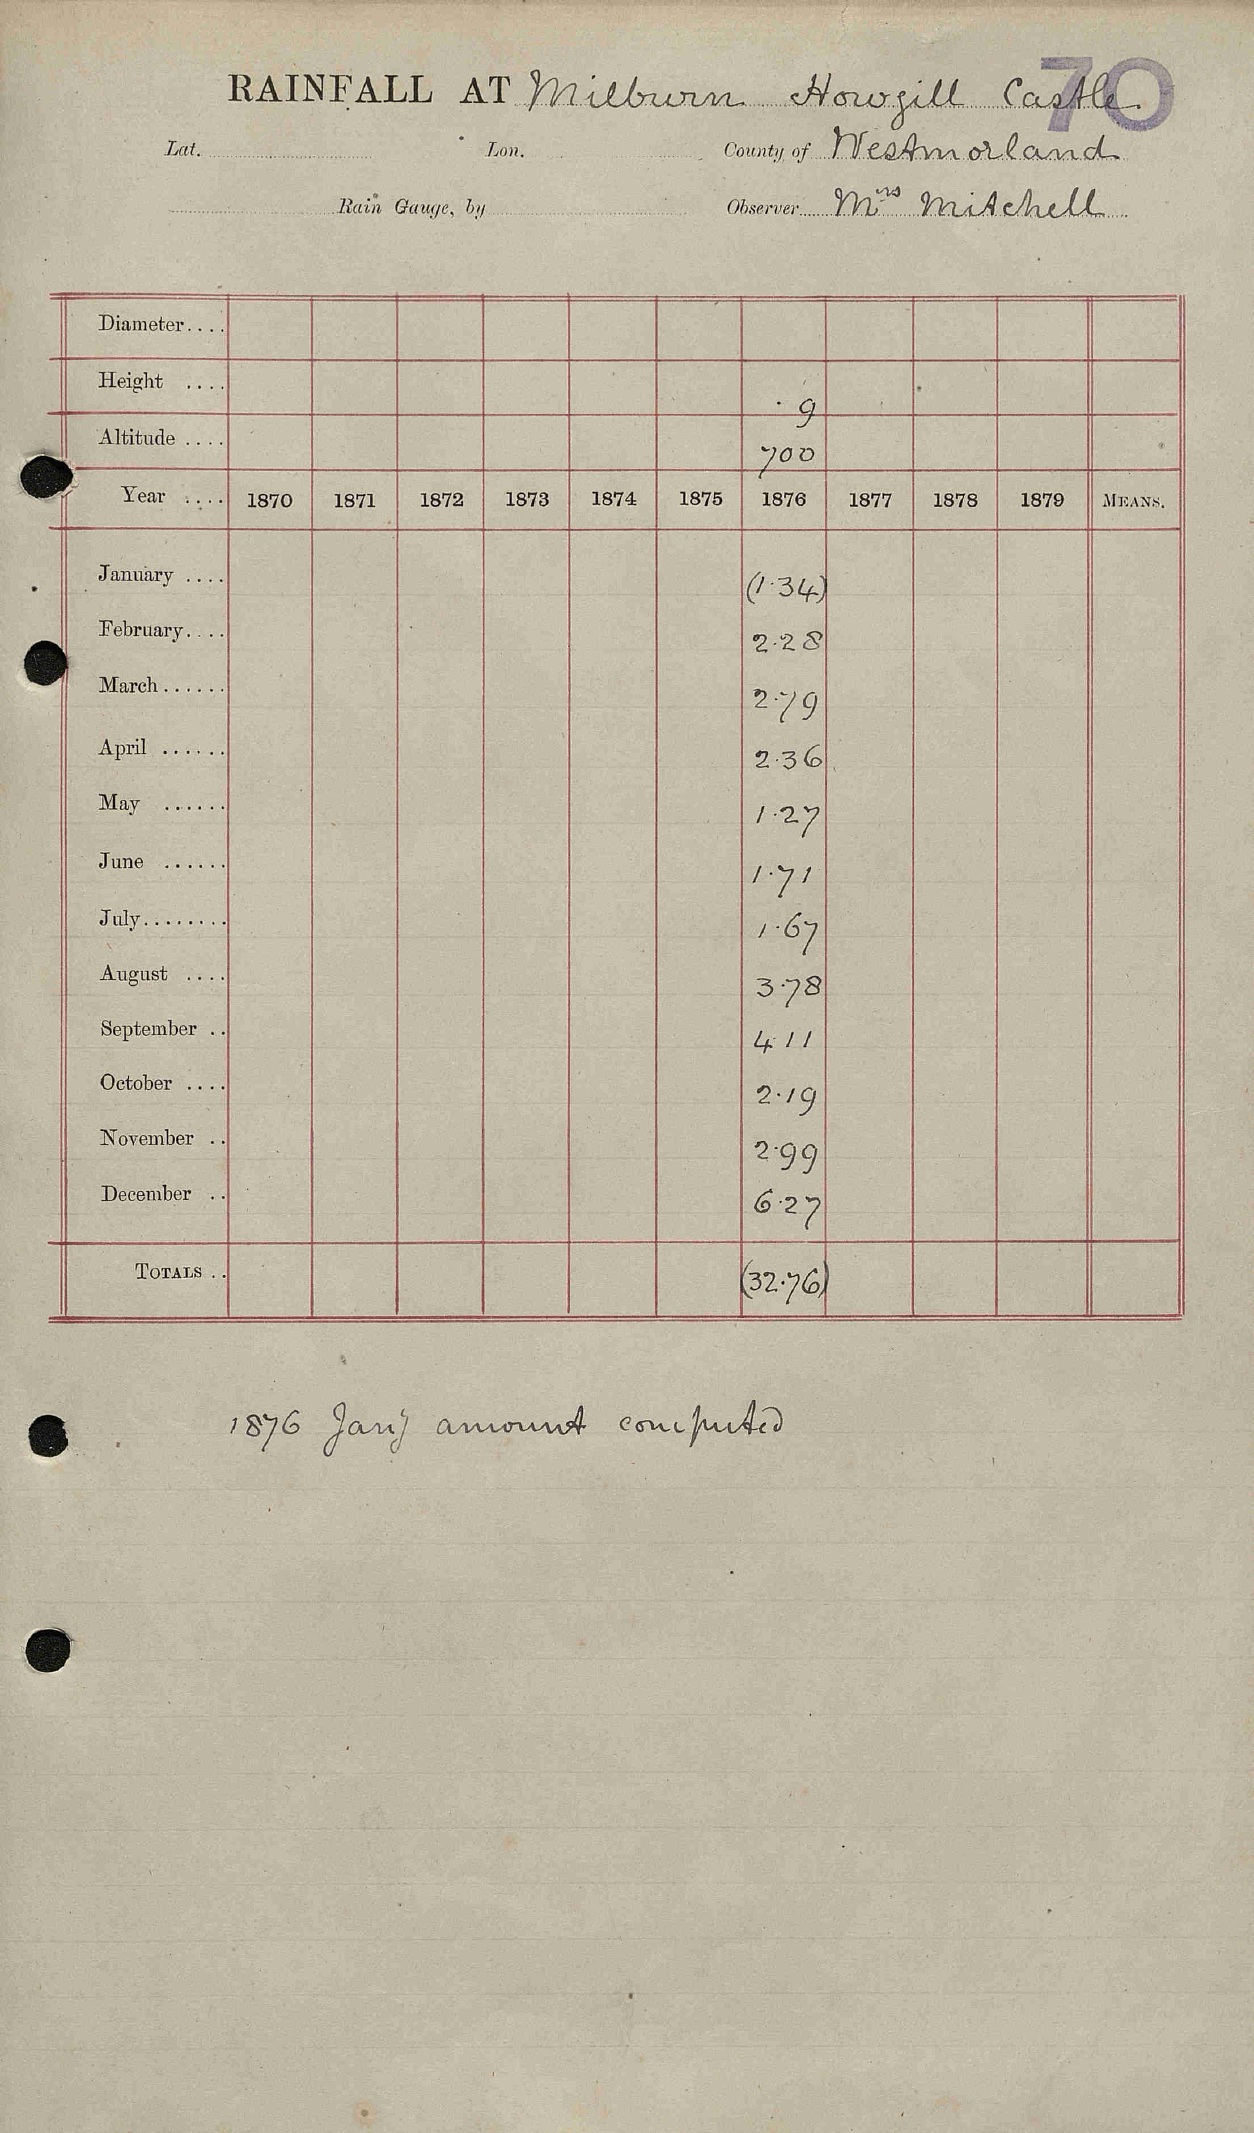 RAINFALL AT Milburn Howgill Castle. 70
Lat. Lon. County of Westmorland
Rain Gauge, by Observer Mrs Mitchell
Diameter....
Height .... · 9
Altitude .... 700
Year .... 1870 1871 1872 1873 1874 1875 1876 1877 1878 1879 MEANS.
January .... (1·34)
February.... 2·28
March...... 2·79
April ...... 2·36
May ...... 1·27
June ...... 1·71
July........ 1·67
August .... 3·78
September .. 4·11
October .... 2·19
November .. 2·99
December .. 6·27
TOTALS .. (32·76)
1876 Jany amount computed